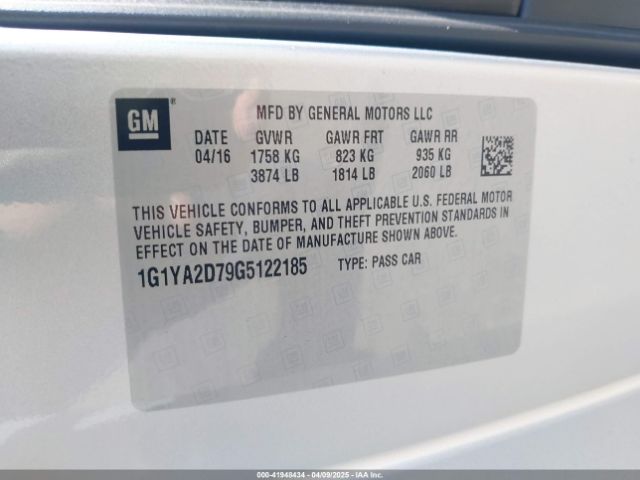 GM®
MFD BY GENERAL MOTORS LLC
DATE GVWR GAWR FRT GAWR RR
04/16 1758 KG 823 KG 935 KG
3874 LB 1814 LB 2060 LB
THIS VEHICLE CONFORMS TO ALL APPLICABLE U.S. FEDERAL MOTOR
VEHICLE SAFETY, BUMPER, AND THEFT PREVENTION STANDARDS IN
EFFECT ON THE DATE OF MANUFACTURE SHOWN ABOVE.
1G1YA2D79G5122185 TYPE: PASS CAR
000-41948434 | 04/09/2025 | IAA Inc.